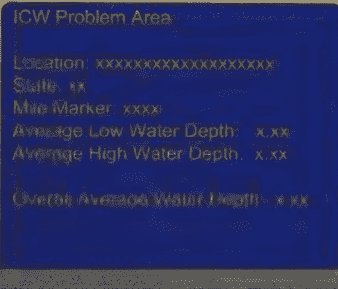 ICW Problem Area
Location: xxxxxxxxxxxxxxxxxxx
State: xx
Mile Marker: xxxx
Average Low Water Depth: x.xx
Average High Water Depth: x.xx
Overall Average Water Depth: x.xx